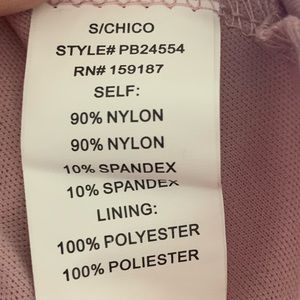 S/CHICO
STYLE# PB24554
RN# 159187
SELF:
90% NYLON
90% NYLON
10% SPANDEX
10% SPANDEX
LINING:
100% POLYESTER
100% POLIESTER